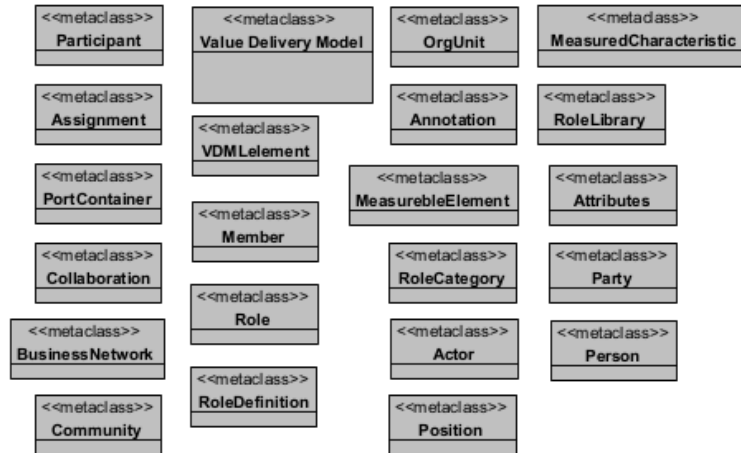 <<metaclass>>
Participant
<<metaclass>>
Value Delivery Model
<<metaclass>>
OrgUnit
<<metaclass>>
MeasuredCharacteristic
<<metaclass>>
Assignment
<<metaclass>>
VDMLelement
<<metaclass>>
Annotation
<<metaclass>>
RoleLibrary
<<metaclass>>
PortContainer
<<metaclass>>
Member
<<metaclass>>
MeasurebleElement
<<metaclass>>
Attributes
<<metaclass>>
Collaboration
<<metaclass>>
Role
<<metaclass>>
RoleCategory
<<metaclass>>
Party
<<metaclass>>
BusinessNetwork
<<metaclass>>
RoleDefinition
<<metaclass>>
Actor
<<metaclass>>
Person
<<metaclass>>
Community
<<metaclass>>
Position